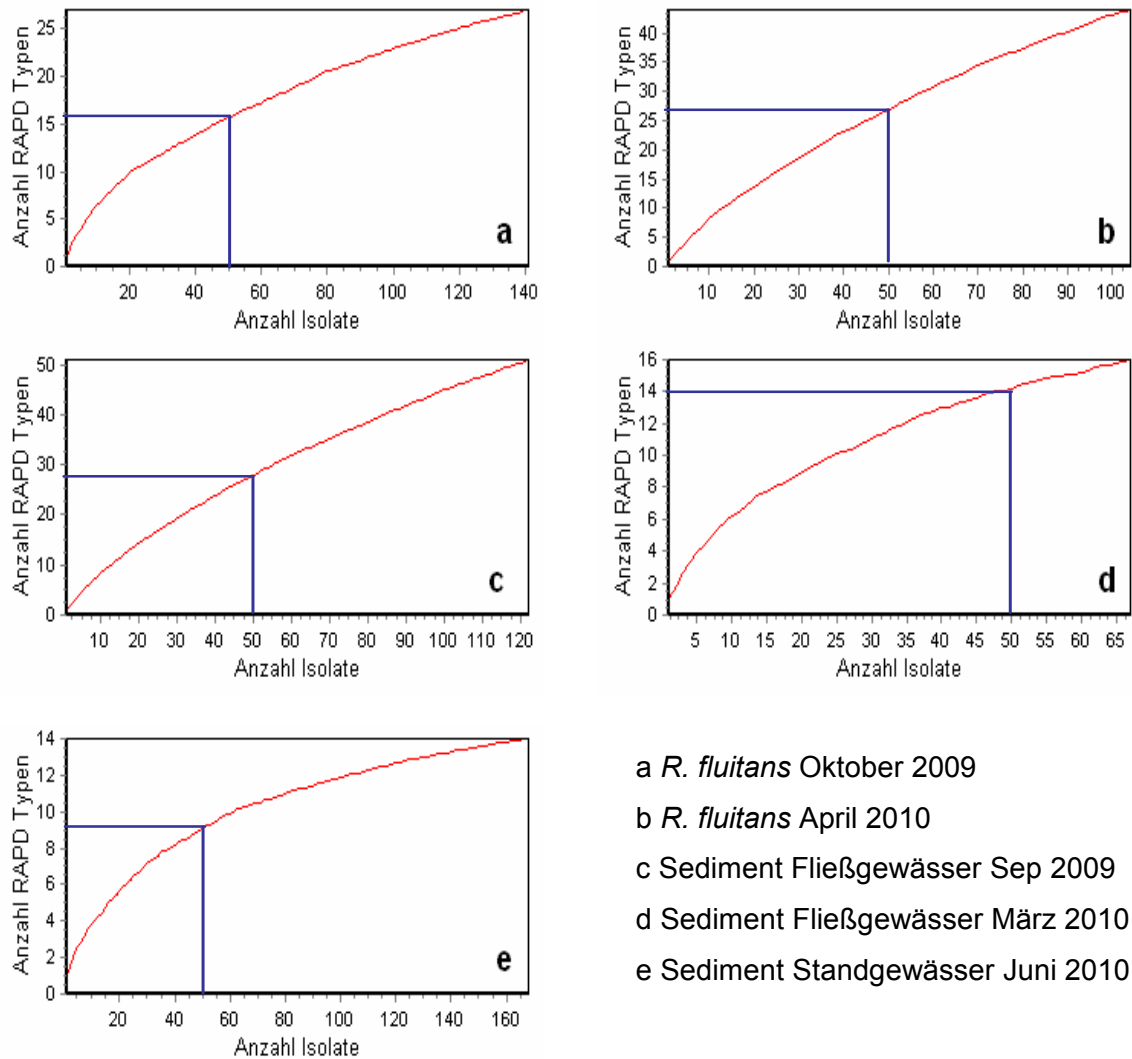 Anzahl RAPD Typen
25
20
15
10
5
0
20 40 60 80 100 120 140
Anzahl Isolate
a
Anzahl RAPD Typen
40
35
30
25
20
15
10
5
0
10 20 30 40 50 60 70 80 90 100
Anzahl Isolate
b
Anzahl RAPD Typen
50
40
30
20
10
0
10 20 30 40 50 60 70 80 90 100 110 120
Anzahl Isolate
c
Anzahl RAPD Typen
16
14
12
10
8
6
4
2
0
5 10 15 20 25 30 35 40 45 50 55 60 65
Anzahl Isolate
d
Anzahl RAPD Typen
14
12
10
8
6
4
2
0
20 40 60 80 100 120 140 160
Anzahl Isolate
e
a R. fluitans Oktober 2009
b R. fluitans April 2010
c Sediment Fließgewässer Sep 2009
d Sediment Fließgewässer März 2010
e Sediment Standgewässer Juni 2010